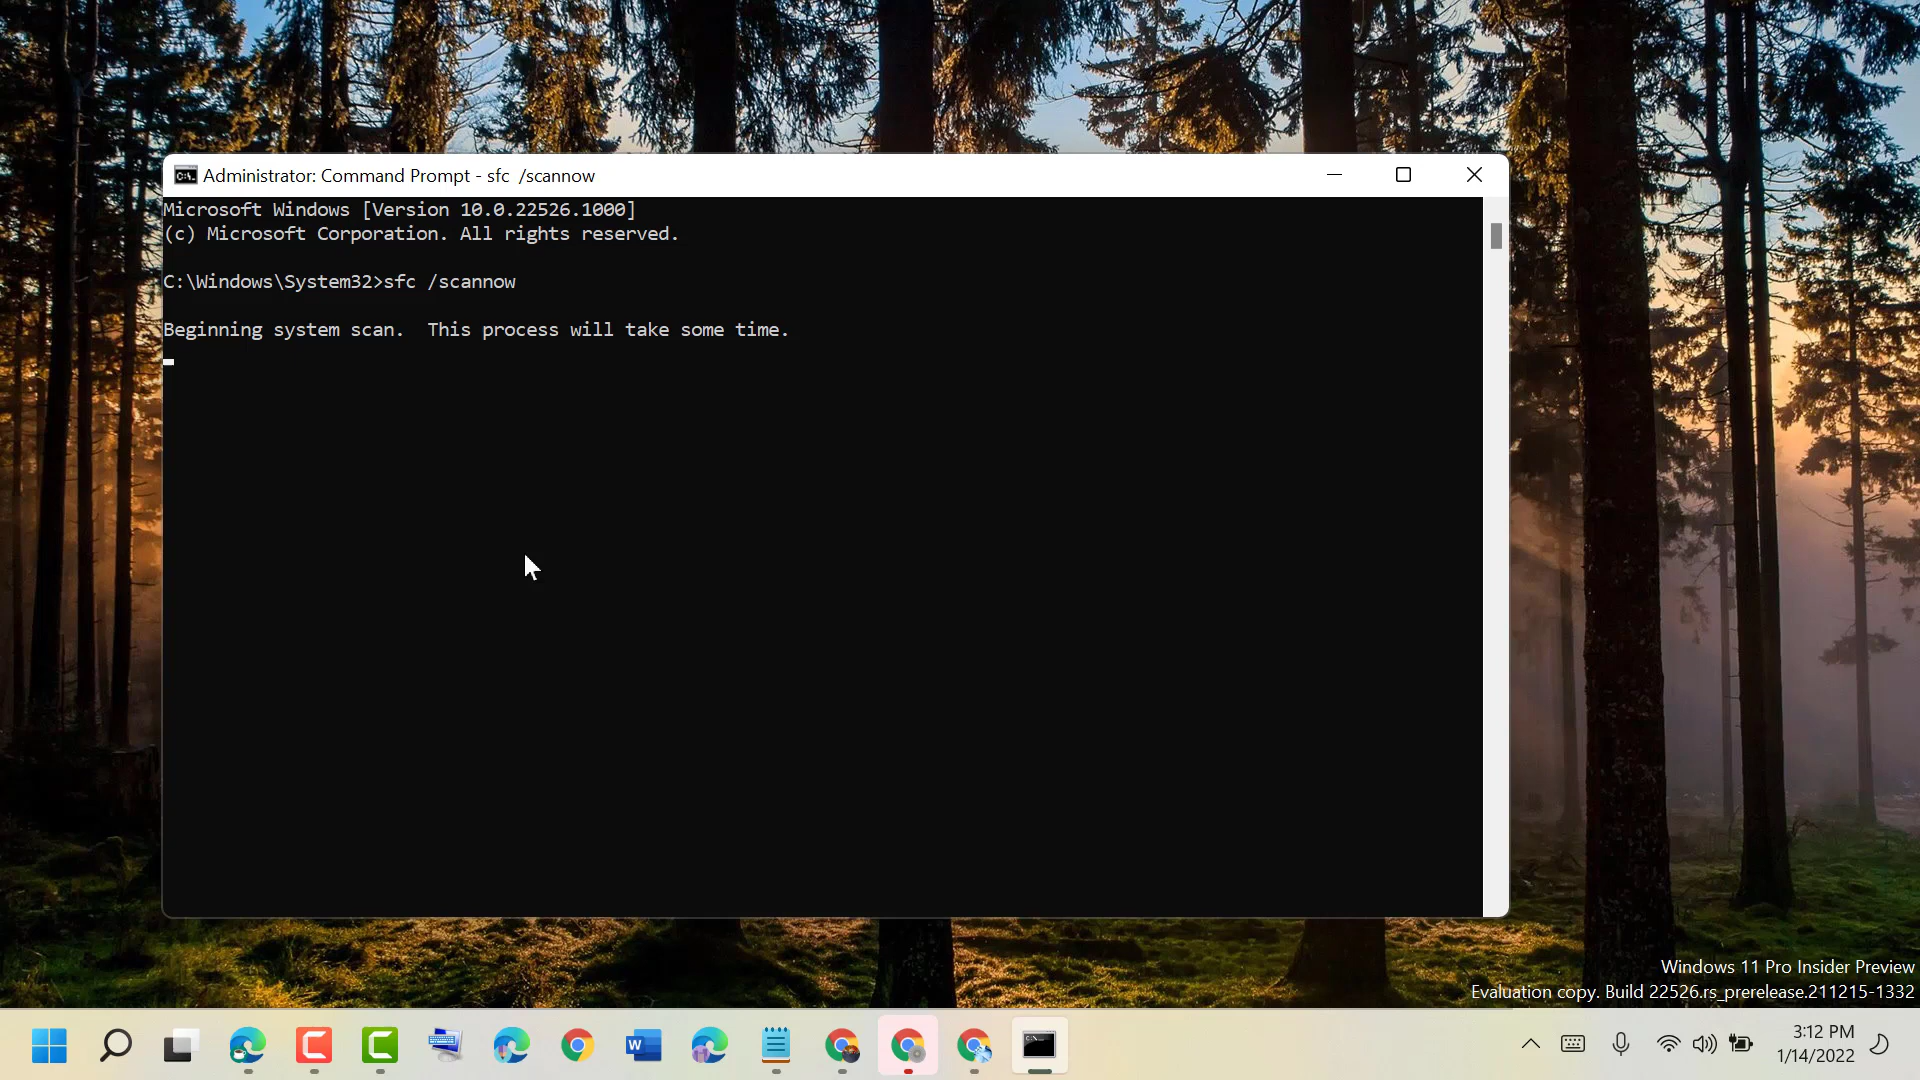 Administrator: Command Prompt - sfc  /scannow
Microsoft Windows [Version 10.0.22526.1000]
(c) Microsoft Corporation. All rights reserved.
C:\Windows\System32>sfc /scannow
Beginning system scan.  This process will take some time.
Windows 11 Pro Insider Preview
Evaluation copy. Build 22526.rs_prerelease.211215-1332
3:12 PM
1/14/2022